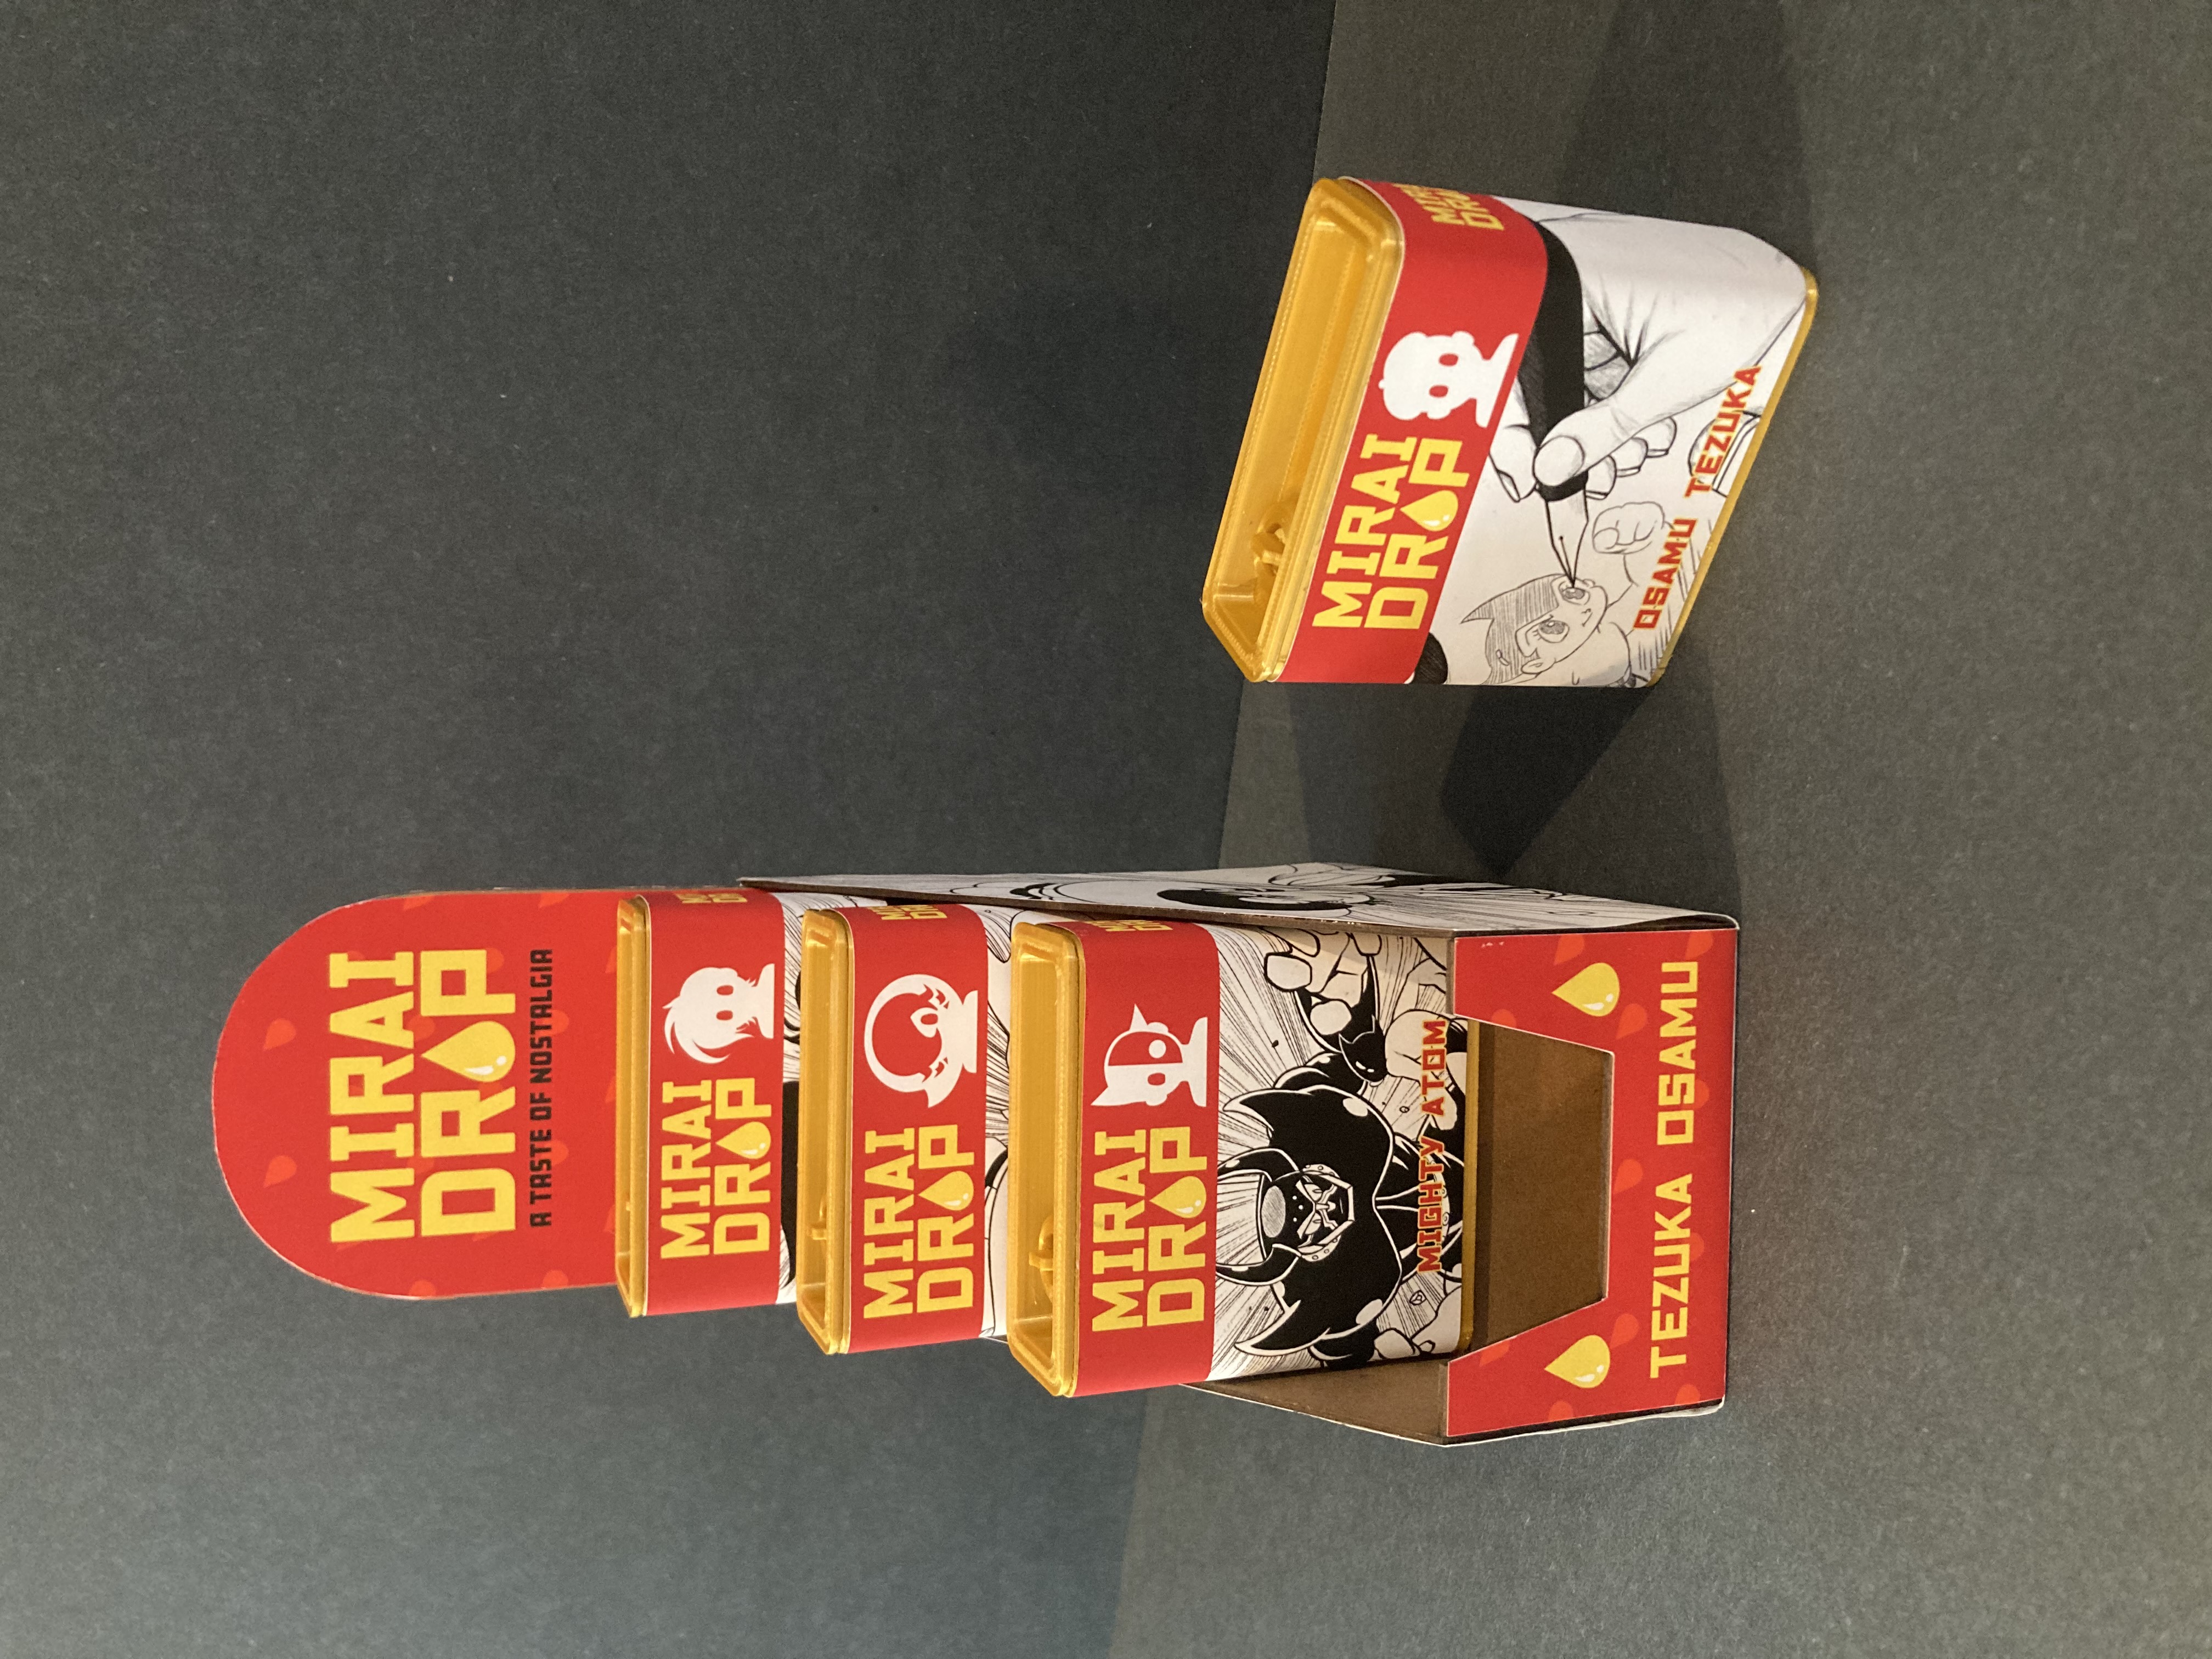 MIRAI
DROP
A TASTE OF NOSTALGIA
MIRAI
DROP
MIRAI
DROP
MIRAI
DROP
MIGHTY ATOM
TEZUKA OSAMU
MIRAI
DROP
OSAMU TEZUKA